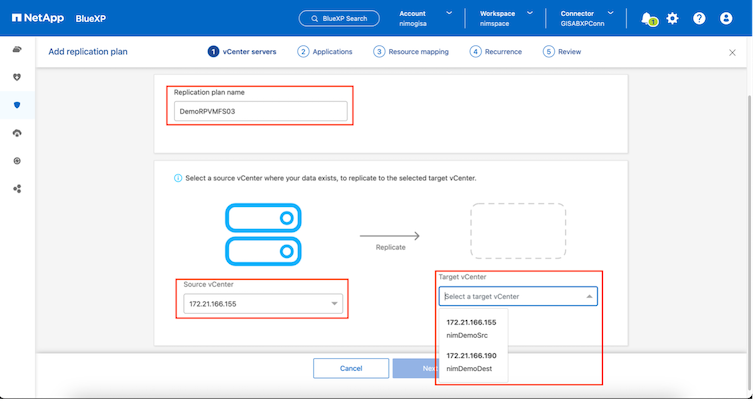 NetApp BlueXP
BlueXP Search
Account
nimogisa
Workspace
nimspace
Connector
GISABXPConn
1
Add replication plan
1 vCenter servers
2 Applications
3 Resource mapping
4 Recurrence
5 Review
Replication plan name
DemoRPVMFS03
Select a source vCenter where your data exists, to replicate to the selected target vCenter.
Replicate
Source vCenter
172.21.166.155
Target vCenter
Select a target vCenter
172.21.166.155
nimDemoSrc
172.21.166.190
nimDemoDest
Cancel
Next